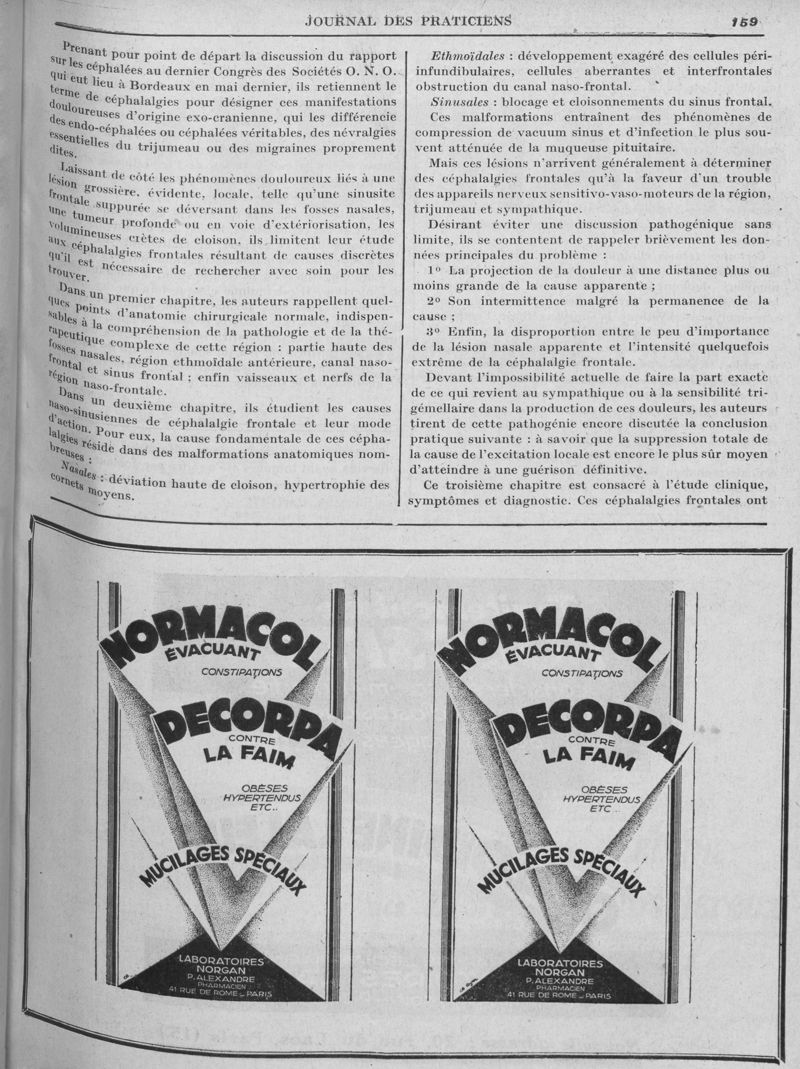 JOURNAL DES PRATICIENS 159
Prenant pour point de départ la discussion du rapport
sur les céphalées au dernier Congrès des Sociétés O. N. O.
qui eut lieu à Bordeaux en mai dernier, ils retiennent le
terme de céphalalgies pour désigner ces manifestations
douloureuses d'origine exo-cranienne, qui les différencie
des endo-céphalées ou céphalées véritables, des névralgies
essentielles du trijumeau ou des migraines proprement
dites.
Laissant de côté les phénomènes douloureux liés à une
lésion grossière, évidente, locale, telle qu'une sinusite
frontale suppurée se déversant dans les fosses nasales,
une tumeur profonde ou en voie d'extériorisation, les
volumineuses crètes de cloison, ils limitent leur étude
aux céphalalgies frontales résultant de causes discrètes
qu'il est nécessaire de rechercher avec soin pour les
trouver.
Dans un premier chapitre, les auteurs rappellent quel-
ques points d'anatomie chirurgicale normale, indispen-
sables à la compréhension de la pathologie et de la thé-
rapeutique complexe de cette région : partie haute des
fosses nasales, région ethmoïdale antérieure, canal naso-
frontal et sinus frontal ; enfin vaisseaux et nerfs de la
région naso-frontale.
Dans un deuxième chapitre, ils étudient les causes
naso-sinusiennes de céphalgie frontale et leur mode
d'action. Pour eux, la cause fondamentale de ces cépha-
lalgies réside dans des malformations anatomiques nom-
breuses :
Nasales : déviation haute de cloison, hypertrophie des
cornets moyens.
Ethmoïdales : développement exagéré des cellules péri-
infundibulaires, cellules aberrantes et interfrontales
obstruction du canal naso-frontal.
Sinusales : blocage et cloisonnements du sinus frontal.
Ces malformations entraînent des phénomènes de
compression de vacuum sinus et d'infection le plus sou-
vent atténuée de la muqueuse pituitaire.
Mais ces lésions n'arrivent généralement à déterminer
des céphalalgies frontales qu'à la faveur d'un trouble
des appareils nerveux sensitivo-vaso-moteurs de la région,
trijumeau et sympathique.
Désirant éviter une discussion pathogénique sans
limite, ils se contentent de rappeler brièvement les don-
nées principales du problème :
1° La projection de la douleur à une distance plus ou
moins grande de la cause apparente ;
2° Son intermittence malgré la permanence de la
cause ;
3° Enfin, la disproportion entre le peu d'importance
de la lésion nasale apparente et l'intensité quelquefois
extrême de la céphalalgie frontale.
Devant l'impossibilité actuelle de faire la part exacte
de ce qui revient au sympathique ou à la sensibilité tri-
gémellaire dans la production de ces douleurs, les auteurs
tirent de cette pathogénie encore discutée la conclusion
pratique suivante : à savoir que la suppression totale de
la cause de l'excitation locale est encore le plus sûr moyen
d'atteindre à une guérison définitive.
Ce troisième chapitre est consacré à l'étude clinique,
symptômes et diagnostic. Ces céphalalgies frontales ont
NORMACOL
ÉVACUANT
CONSTIPATIONS
DECORPA
CONTRE
LA FAIM
OBÈSES
HYPERTENDUS
ETC..
MUCILAGES SPÉCIAUX
LABORATOIRES
NORGAN
P. ALEXANDRE
PHARMACIEN
41 RUE DE ROME _ PARIS
NORMACOL
ÉVACUANT
CONSTIPATIONS
DECORPA
CONTRE
LA FAIM
OBÈSES
HYPERTENDUS
ETC...
MUCILAGES SPÉCIAUX
LABORATOIRES
NORGAN
P. ALEXANDRE
PHARMACIEN
41 RUE DE ROME _ PARIS